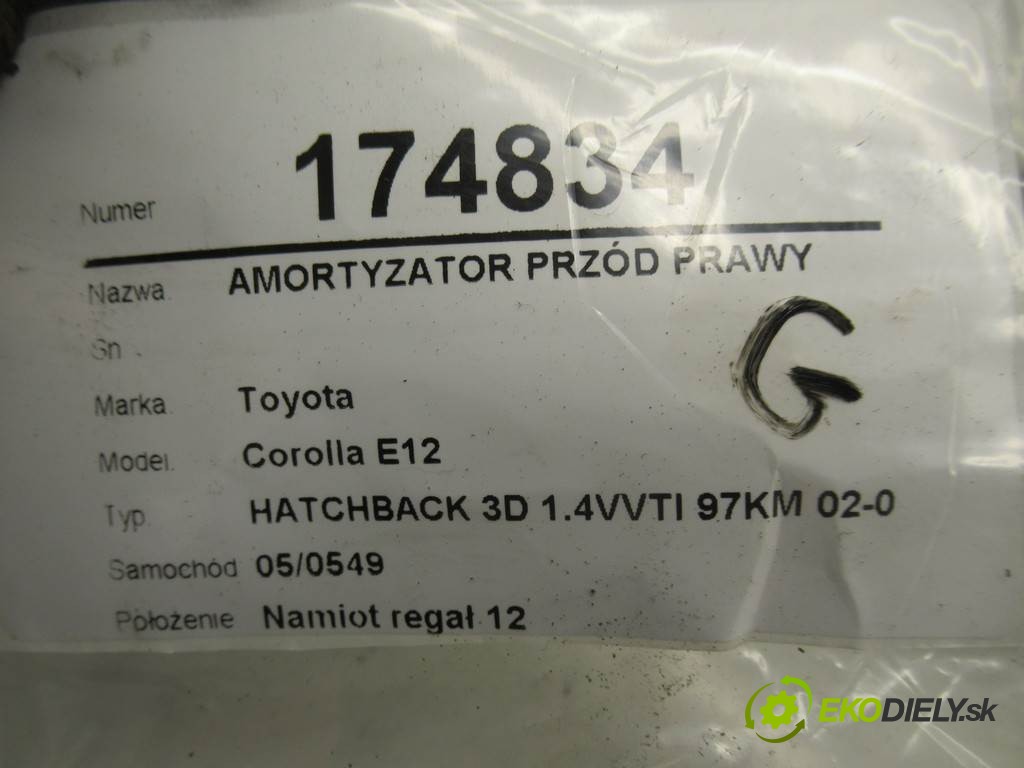 Numer 174834
Nazwa. AMORTYZATOR PRZÓD PRAWY
Sn
G
Marka. Toyota
Model. Corolla E12
Typ. HATCHBACK 3D 1.4VVTI 97KM 02-0
Samochód 05/0549
Położenie Namiot regał 12
EKODIELY.sk